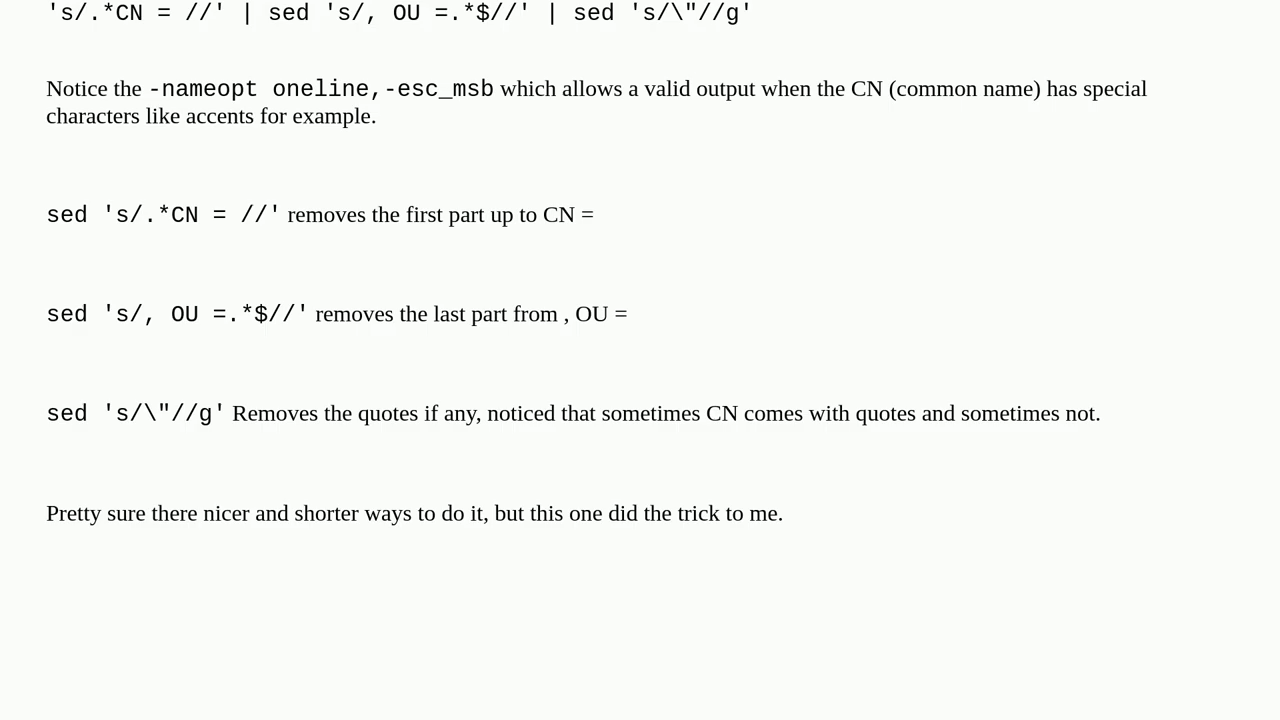 's/.*CN = //' | sed 's/, OU =.*$//' | sed 's/\"//g'
Notice the -nameopt oneline,-esc_msb which allows a valid output when the CN (common name) has special
characters like accents for example.
sed 's/.*CN = //' removes the first part up to CN =
sed 's/, OU =.*$//' removes the last part from , OU =
sed 's/\"//g' Removes the quotes if any, noticed that sometimes CN comes with quotes and sometimes not.
Pretty sure there nicer and shorter ways to do it, but this one did the trick to me.